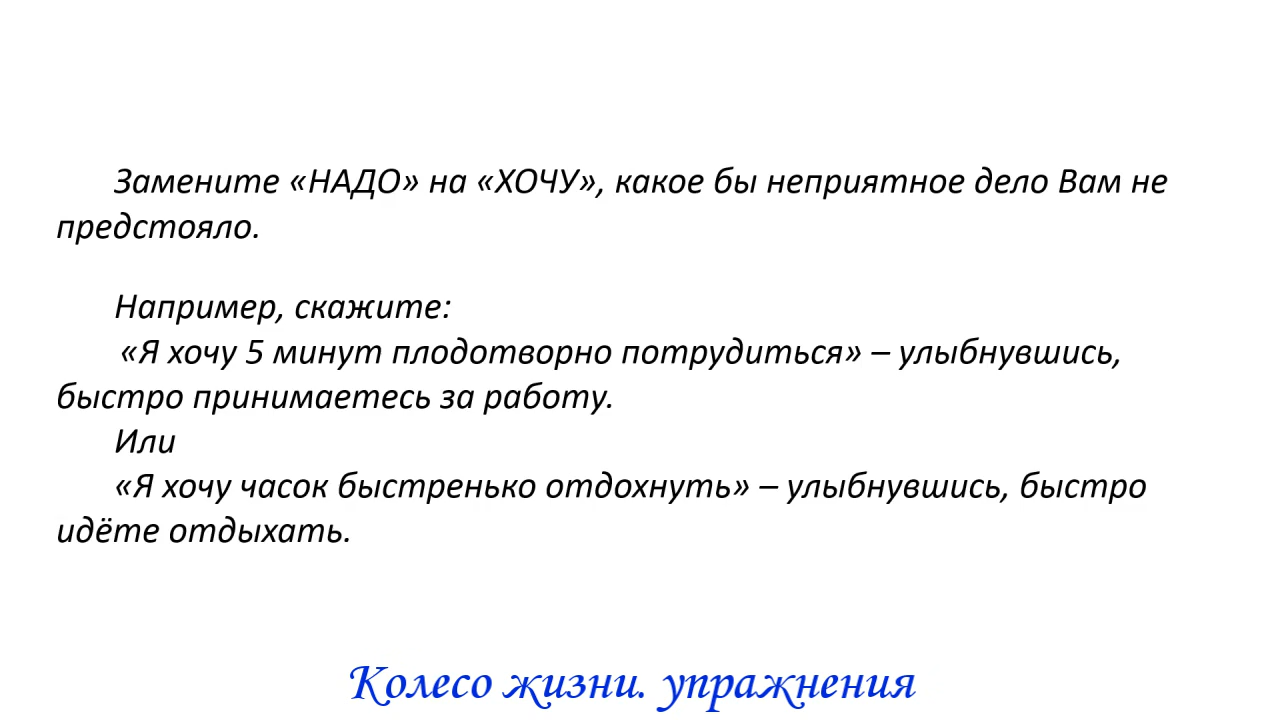 Замените «НАДО» на «ХОЧУ», какое бы неприятное дело Вам не
предстояло.
Например, скажите:
«Я хочу 5 минут плодотворно потрудиться» – улыбнувшись,
быстро принимаетесь за работу.
Или
«Я хочу часок быстренько отдохнуть» – улыбнувшись, быстро
идёте отдыхать.
Колесо жизни. упражнения